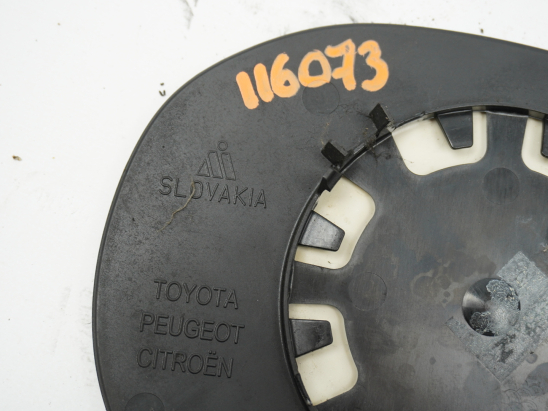 116073
SLOVAKIA
TOYOTA
PEUGEOT
CITROËN